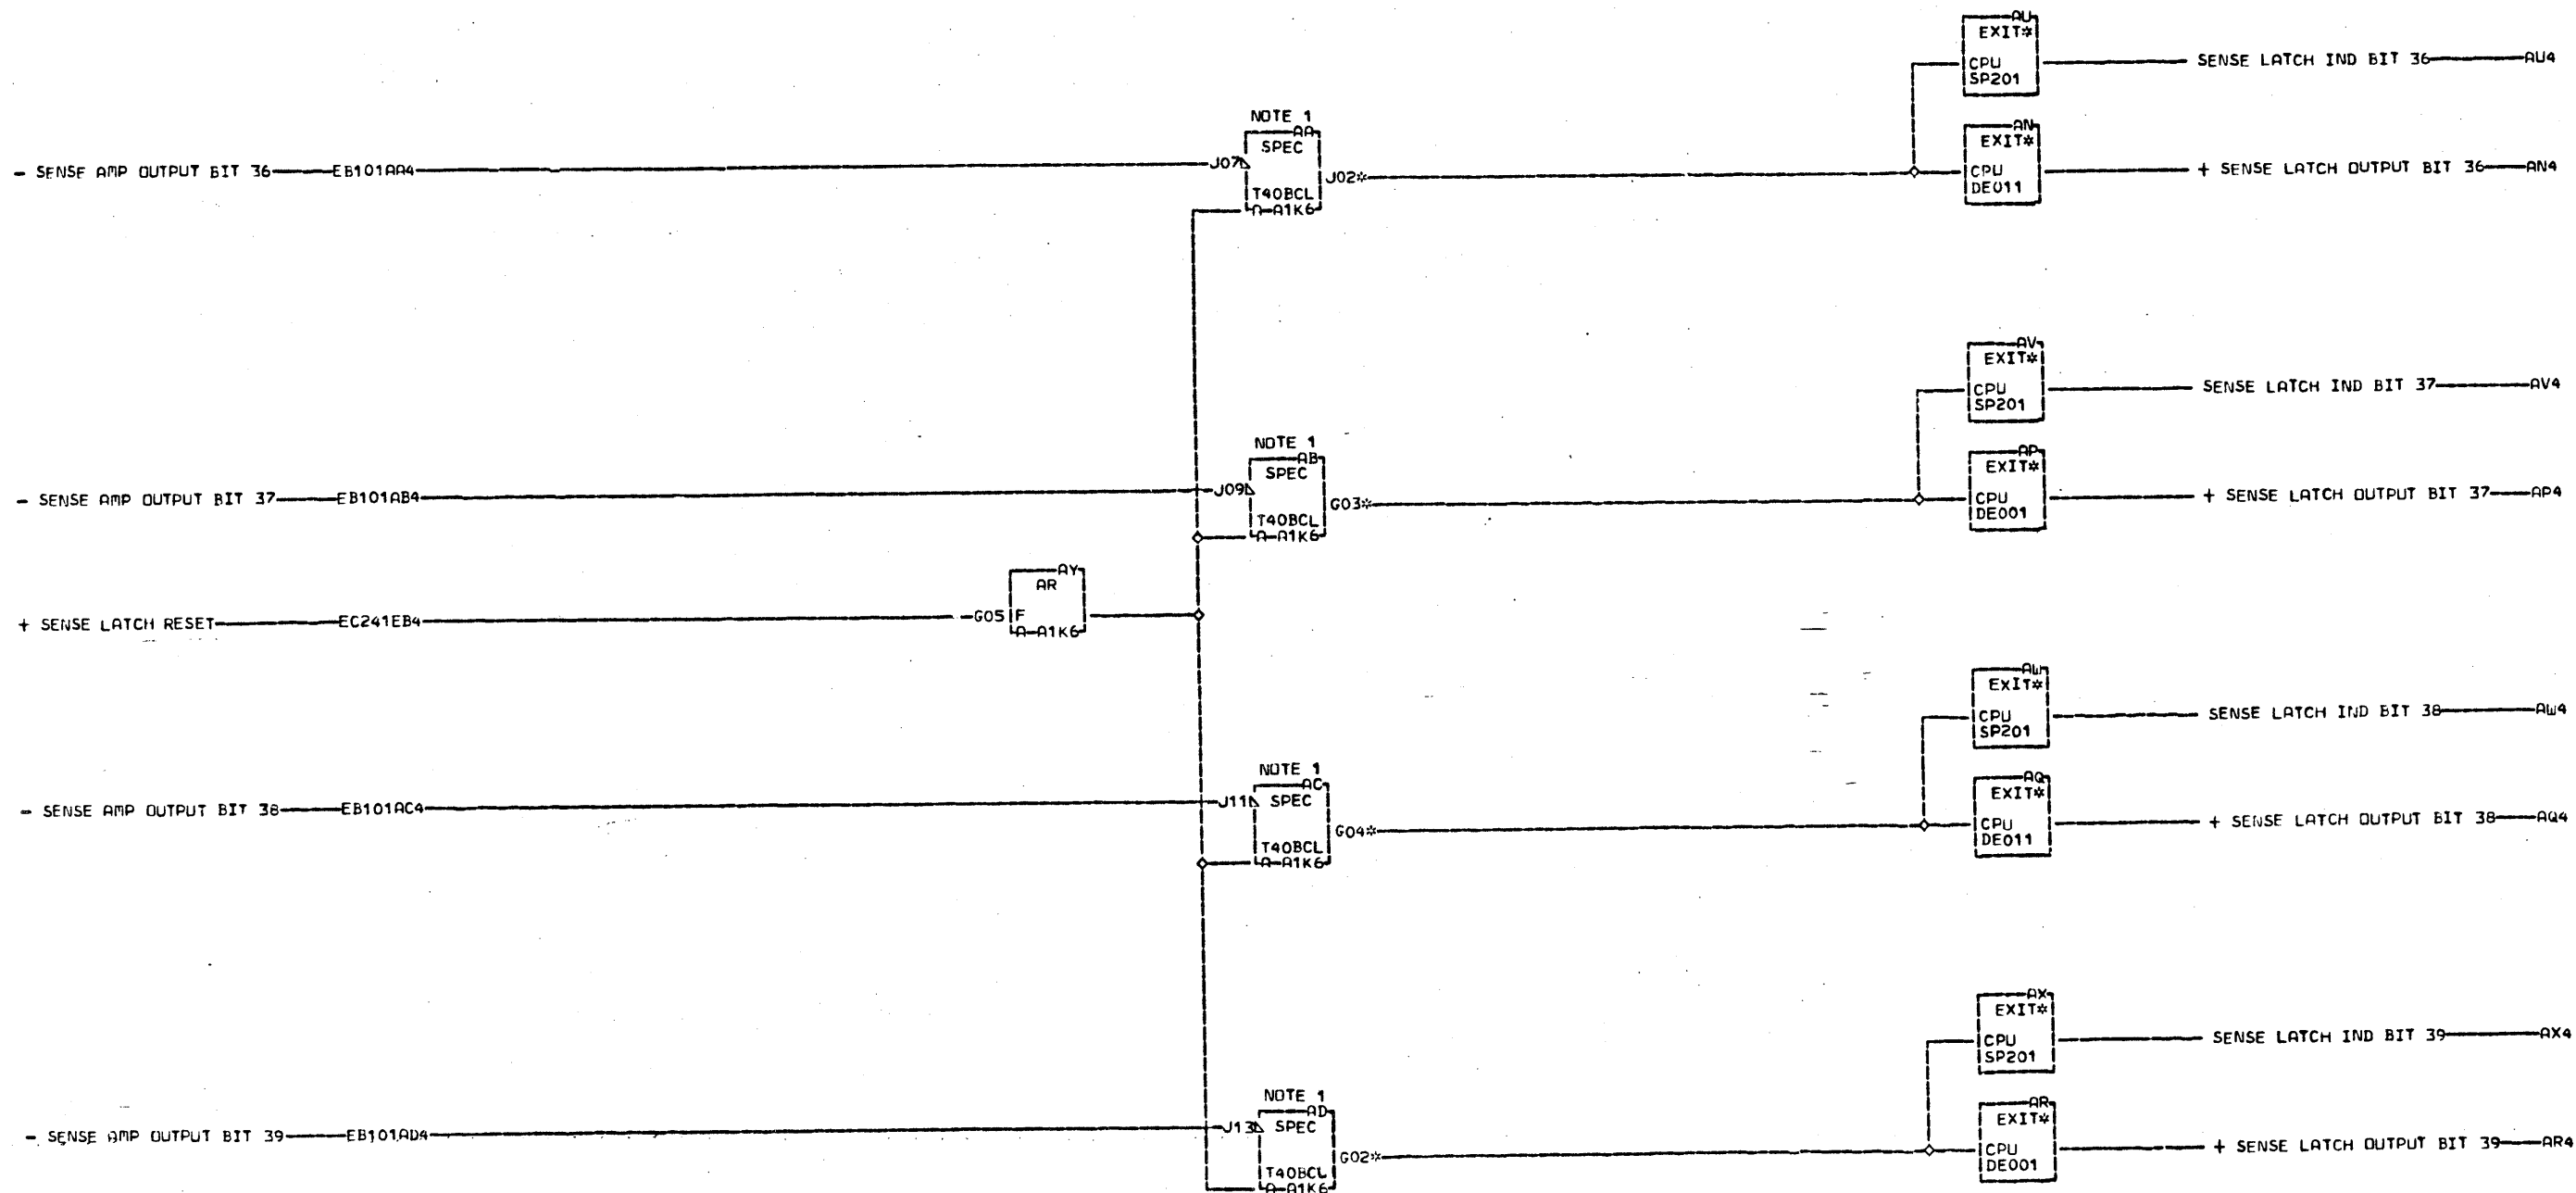 AU
EXIT*
CPU
SP201
SENSE LATCH IND BIT 36 AU4
NOTE 1
AA
SPEC
T40BCL
A-A1K6
AN
EXIT*
CPU
DE011
- SENSE AMP OUTPUT BIT 36 EB101AA4 J07 J02* + SENSE LATCH OUTPUT BIT 36 AN4
AV
EXIT*
CPU
SP201
SENSE LATCH IND BIT 37 AV4
NOTE 1
AB
SPEC
T40BCL
A-A1K6
AP
EXIT*
CPU
DE001
- SENSE AMP OUTPUT BIT 37 EB101AB4 J09 G03* + SENSE LATCH OUTPUT BIT 37 AP4
AY
AR
F
A-A1K6
+ SENSE LATCH RESET EC241EB4 G05
AW
EXIT*
CPU
SP201
SENSE LATCH IND BIT 38 AW4
NOTE 1
AC
SPEC
T40BCL
A-A1K6
AQ
EXIT*
CPU
DE011
- SENSE AMP OUTPUT BIT 38 EB101AC4 J11 G04* + SENSE LATCH OUTPUT BIT 38 AQ4
AX
EXIT*
CPU
SP201
SENSE LATCH IND BIT 39 AX4
NOTE 1
AD
SPEC
T40BCL
A-A1K6
AR
EXIT*
CPU
DE001
- SENSE AMP OUTPUT BIT 39 EB101AD4 J13 G02* + SENSE LATCH OUTPUT BIT 39 AR4